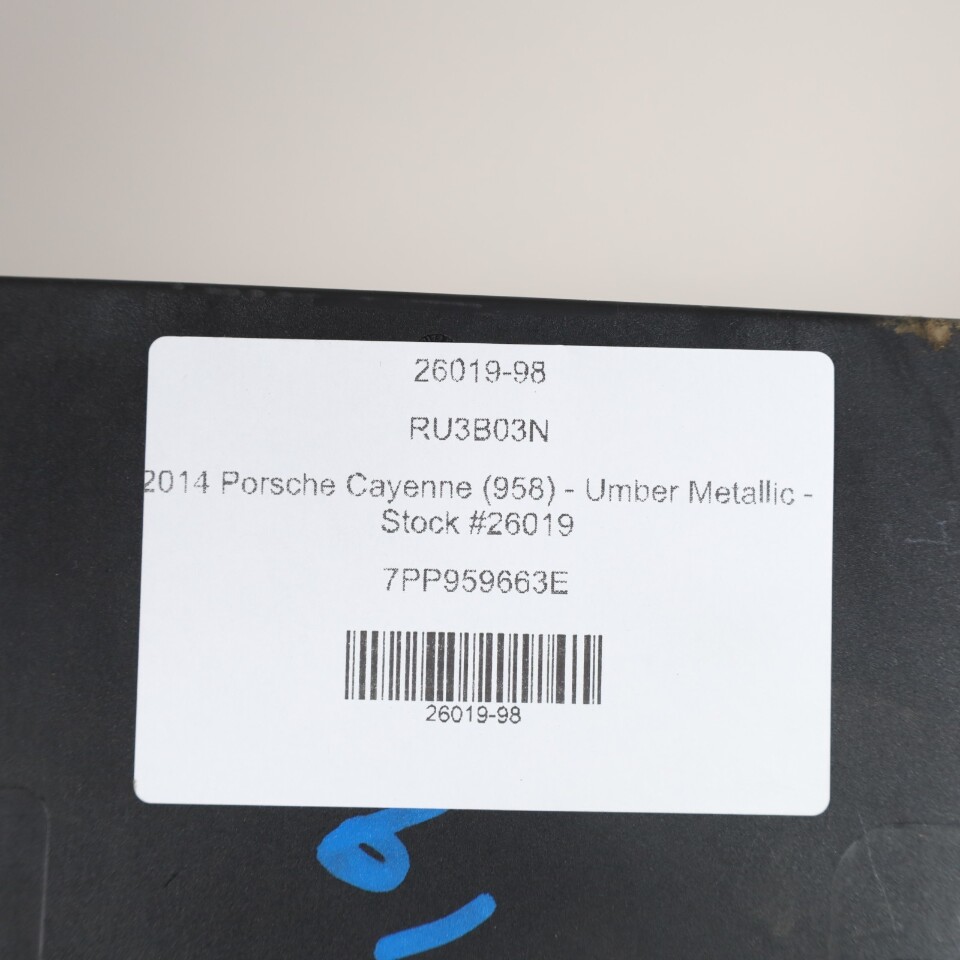 26019-98
RU3B03N
2014 Porsche Cayenne (958) - Umber Metallic -
Stock #26019
7PP959663E
26019-98